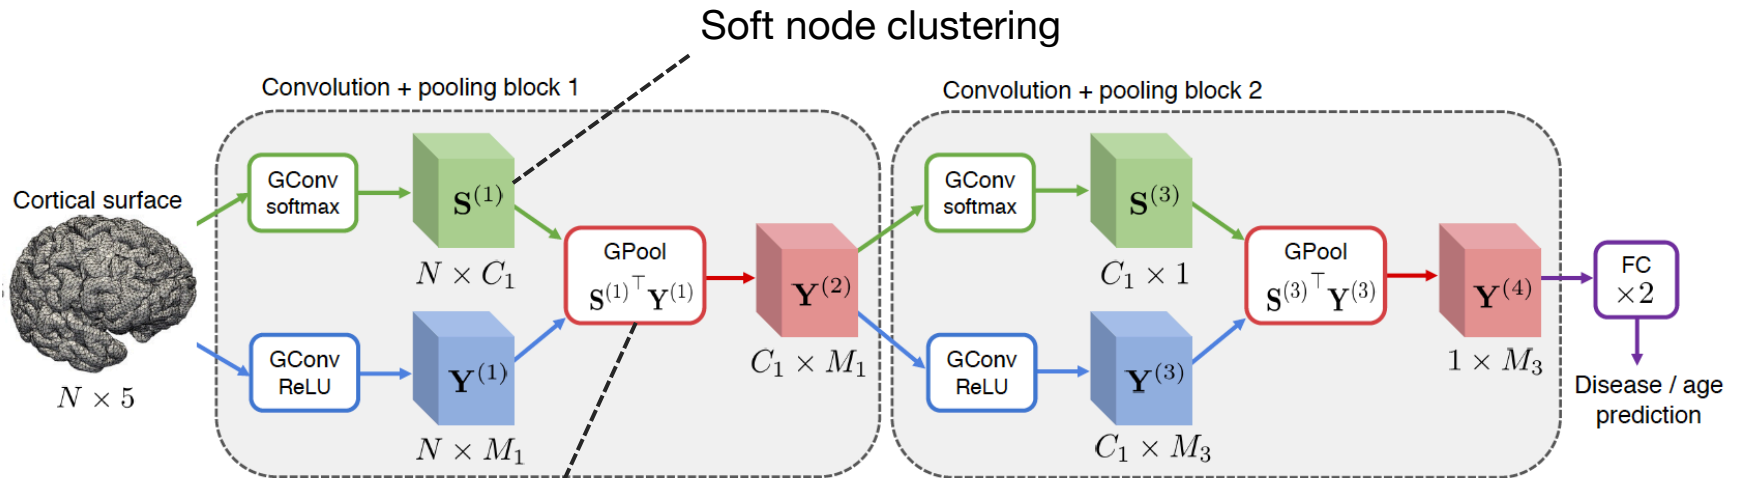 Soft node clustering
Convolution + pooling block 1
Convolution + pooling block 2
Cortical surface
N × 5
GConv
softmax
S⁽¹⁾
N × C₁
GConv
ReLU
Y⁽¹⁾
N × M₁
GPool
S⁽¹⁾⊤Y⁽¹⁾
Y⁽²⁾
C₁ × M₁
GConv
softmax
S⁽³⁾
C₁ × 1
GConv
ReLU
Y⁽³⁾
C₁ × M₃
GPool
S⁽³⁾⊤Y⁽³⁾
Y⁽⁴⁾
1 × M₃
FC
×2
Disease / age
prediction